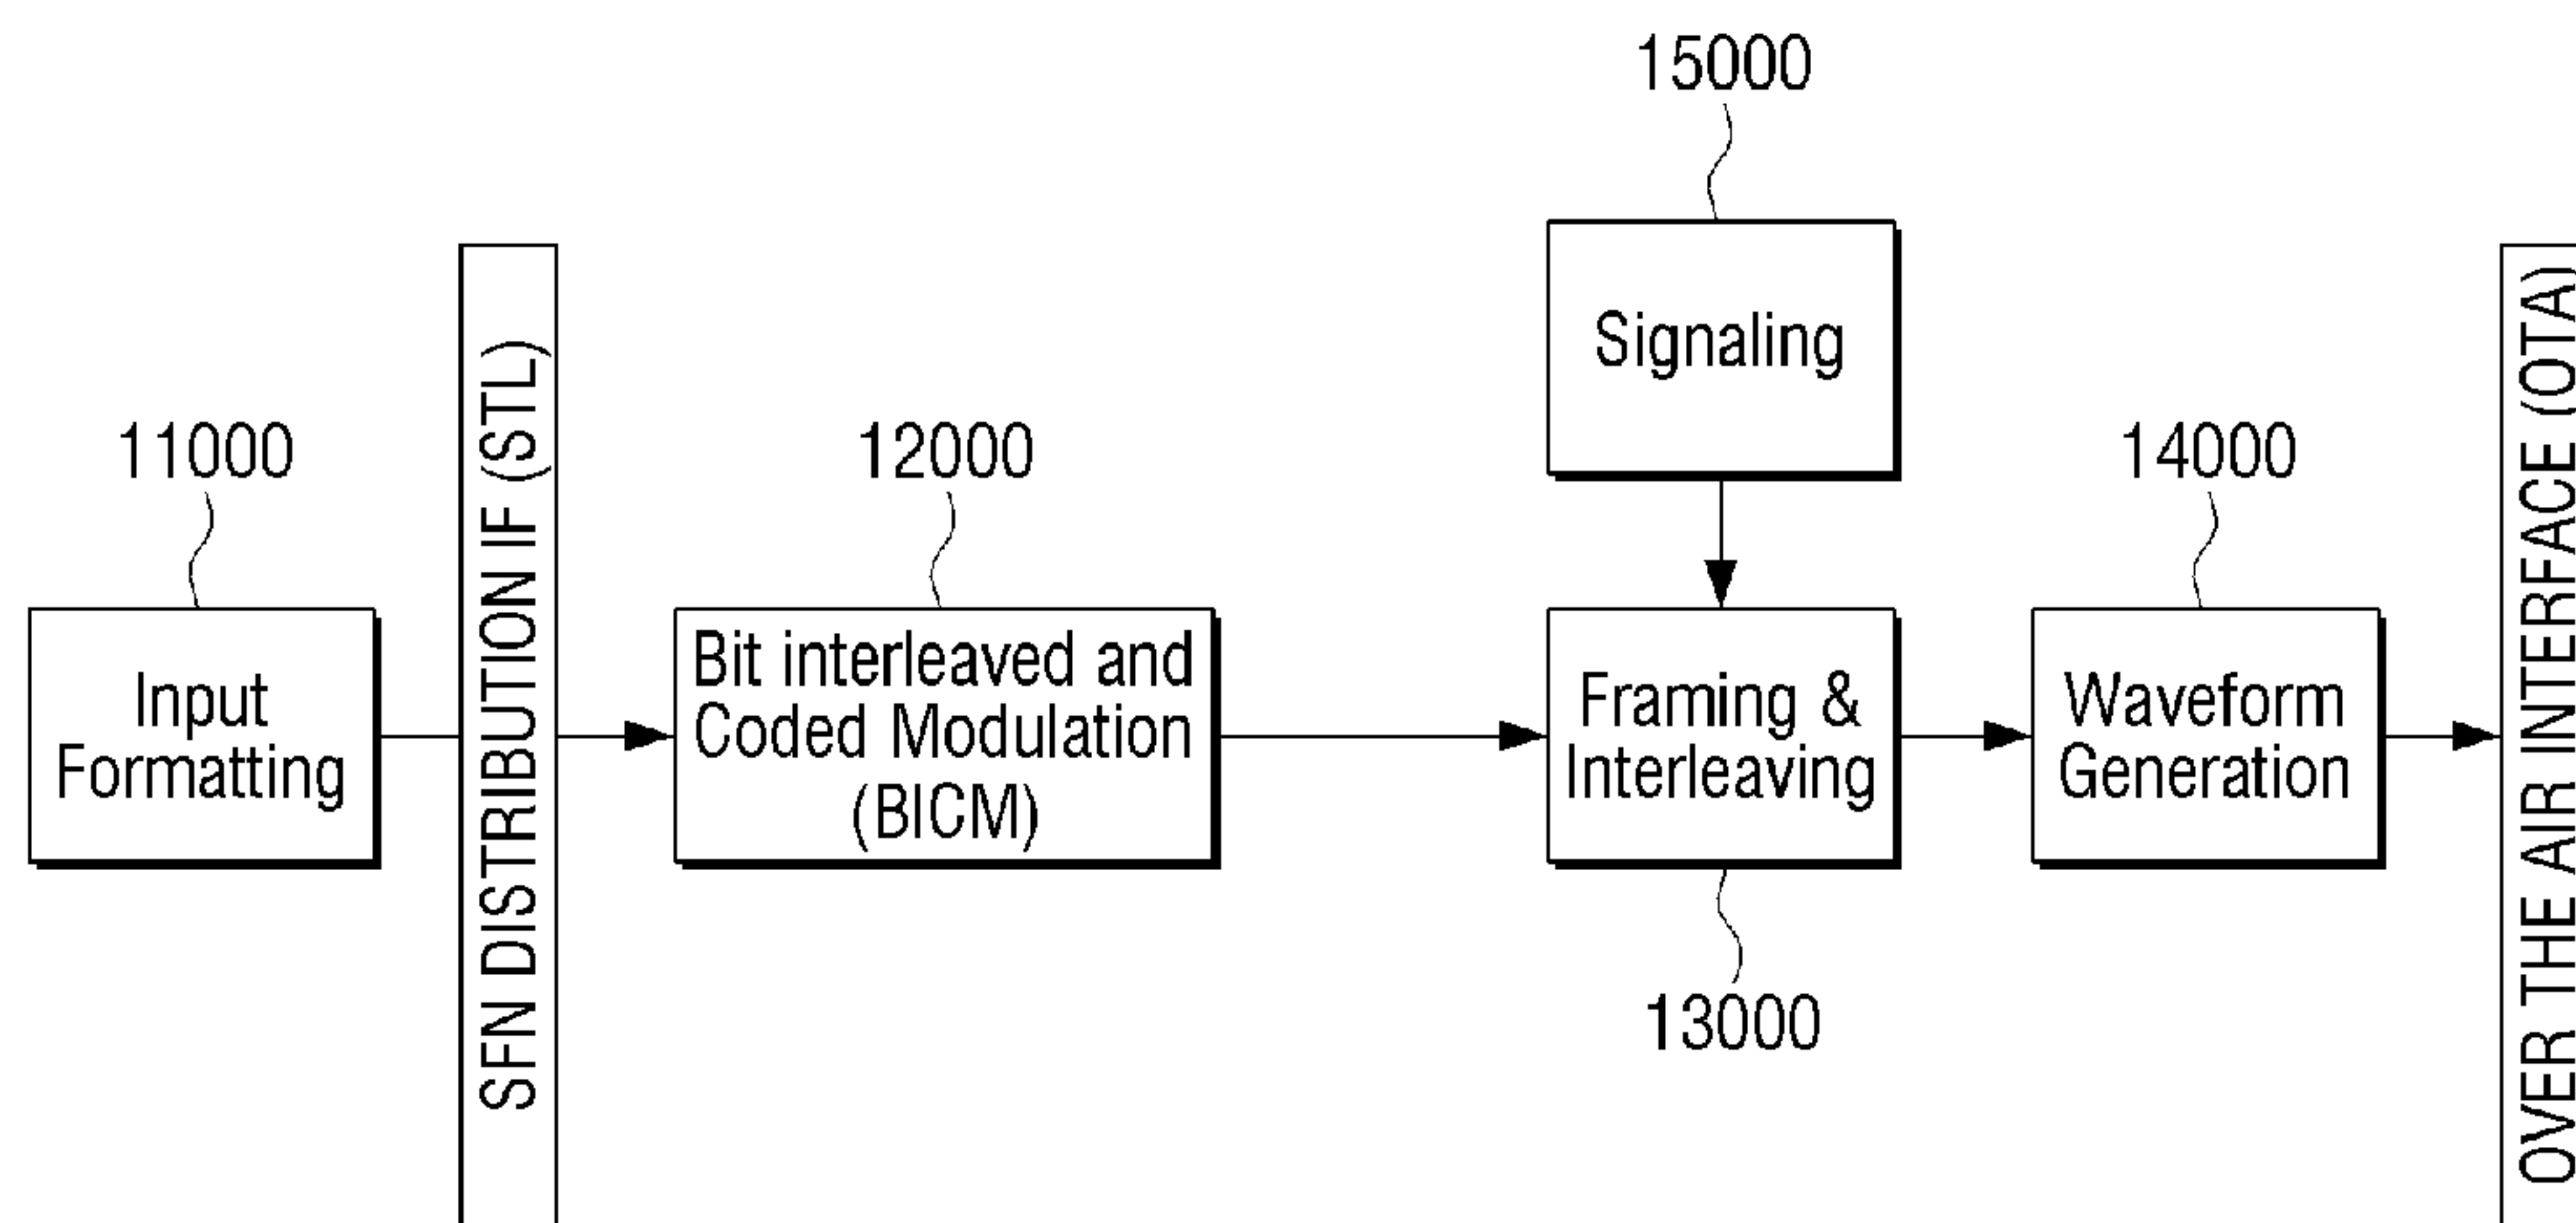 15000
Signaling
11000
Input
Formatting
SFN DISTRIBUTION IF (STL)
12000
Bit interleaved and
Coded Modulation
(BICM)
Framing &
Interleaving
13000
14000
Waveform
Generation
OVER THE AIR INTERFACE (OTA)